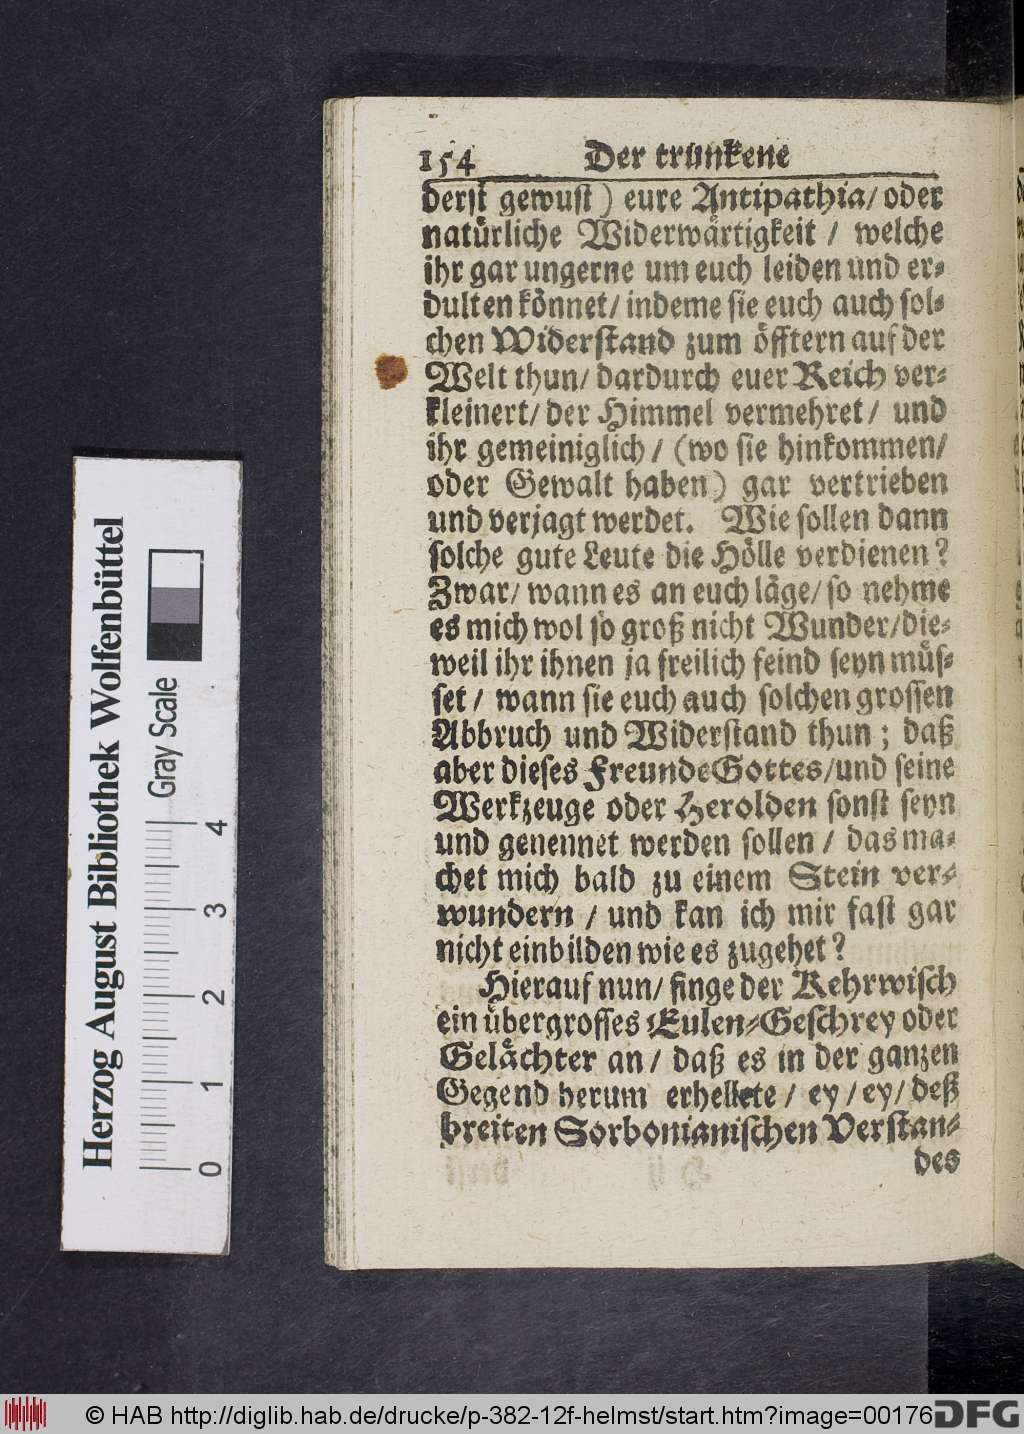 154 Der trunkene
derst gewust) eure Antipathia/ oder
natürliche Widerwärtigkeit / welche
ihr gar ungerne um euch leiden und er-
dulten könnet/ indeme sie euch auch sol-
chen Widerstand zum öfftern auf der
Welt thun/ dardurch euer Reich ver-
kleinert/ der Himmel vermehret / und
ihr gemeiniglich / (wo sie hinkommen/
oder Gewalt haben) gar vertrieben
und verjagt werdet. Wie sollen dann
solche gute Leute die Hölle verdienen?
Zwar/ wann es an euch läge/ so nehme
es mich wol so groß nicht Wunder/die-
weil ihr ihnen ja freilich feind seyn müs-
set / wann sie euch auch solchen grossen
Abbruch und Widerstand thun; daß
aber dieses Freunde Gottes/und seine
Werkzeuge oder Herolden sonst seyn
und genennet werden sollen / das ma-
chet mich bald zu einem Stein ver-
wundern / und kan ich mir fast gar
nicht einbilden wie es zugehet?
Hierauf nun/ finge der Kehrwisch
ein übergrosses Eulen-Geschrey oder
Gelächter an / daß es in der ganzen
Gegend herum erhellete / ey / ey/ deß
breiten Sorbonianischen Verstan-
des
Herzog August Bibliothek Wolfenbüttel
Gray Scale
0 1 2 3 4
© HAB http://diglib.hab.de/drucke/p-382-12f-helmst/start.htm?image=00176
DFG